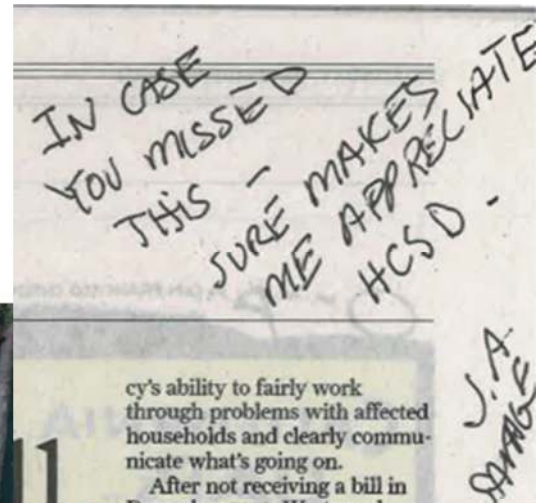 IN CASE
YOU MISSED
THIS -
SURE MAKES
ME APPRECIATE
HCSD.
J.A.
cy's ability to fairly work
through problems with affected
households and clearly commu-
nicate what's going on.
After not receiving a bill in